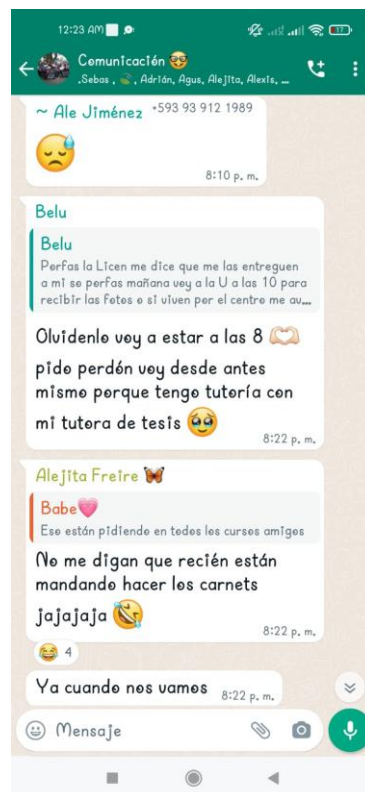 12:23 AM
17
Comunicación 🤓
.Sebas , 🍃, Adrián, Agus, Alejita, Alexis, ...
~ Ale Jiménez +593 93 912 1989
😓
8:10 p. m.
Belu
Belu
Perfas la Licen me dice que me las entreguen
a mi so perfas mañana voy a la U a las 10 para
recibir las fotos o si viven por el centro me au...
Olvidenlo voy a estar a las 8 🫶🏻
pido perdón voy desde antes
mismo porque tengo tutoría con
mi tutora de tesis 🥹
8:22 p. m.
Alejita Freire 🦋
Babe💗
Eso están pidiendo en todos los cursos amigos
No me digan que recién están
mandando hacer los carnets
jajajaja 🤣
8:22 p. m.
😂 4
Ya cuando nos vamos 8:22 p. m.
Mensaje